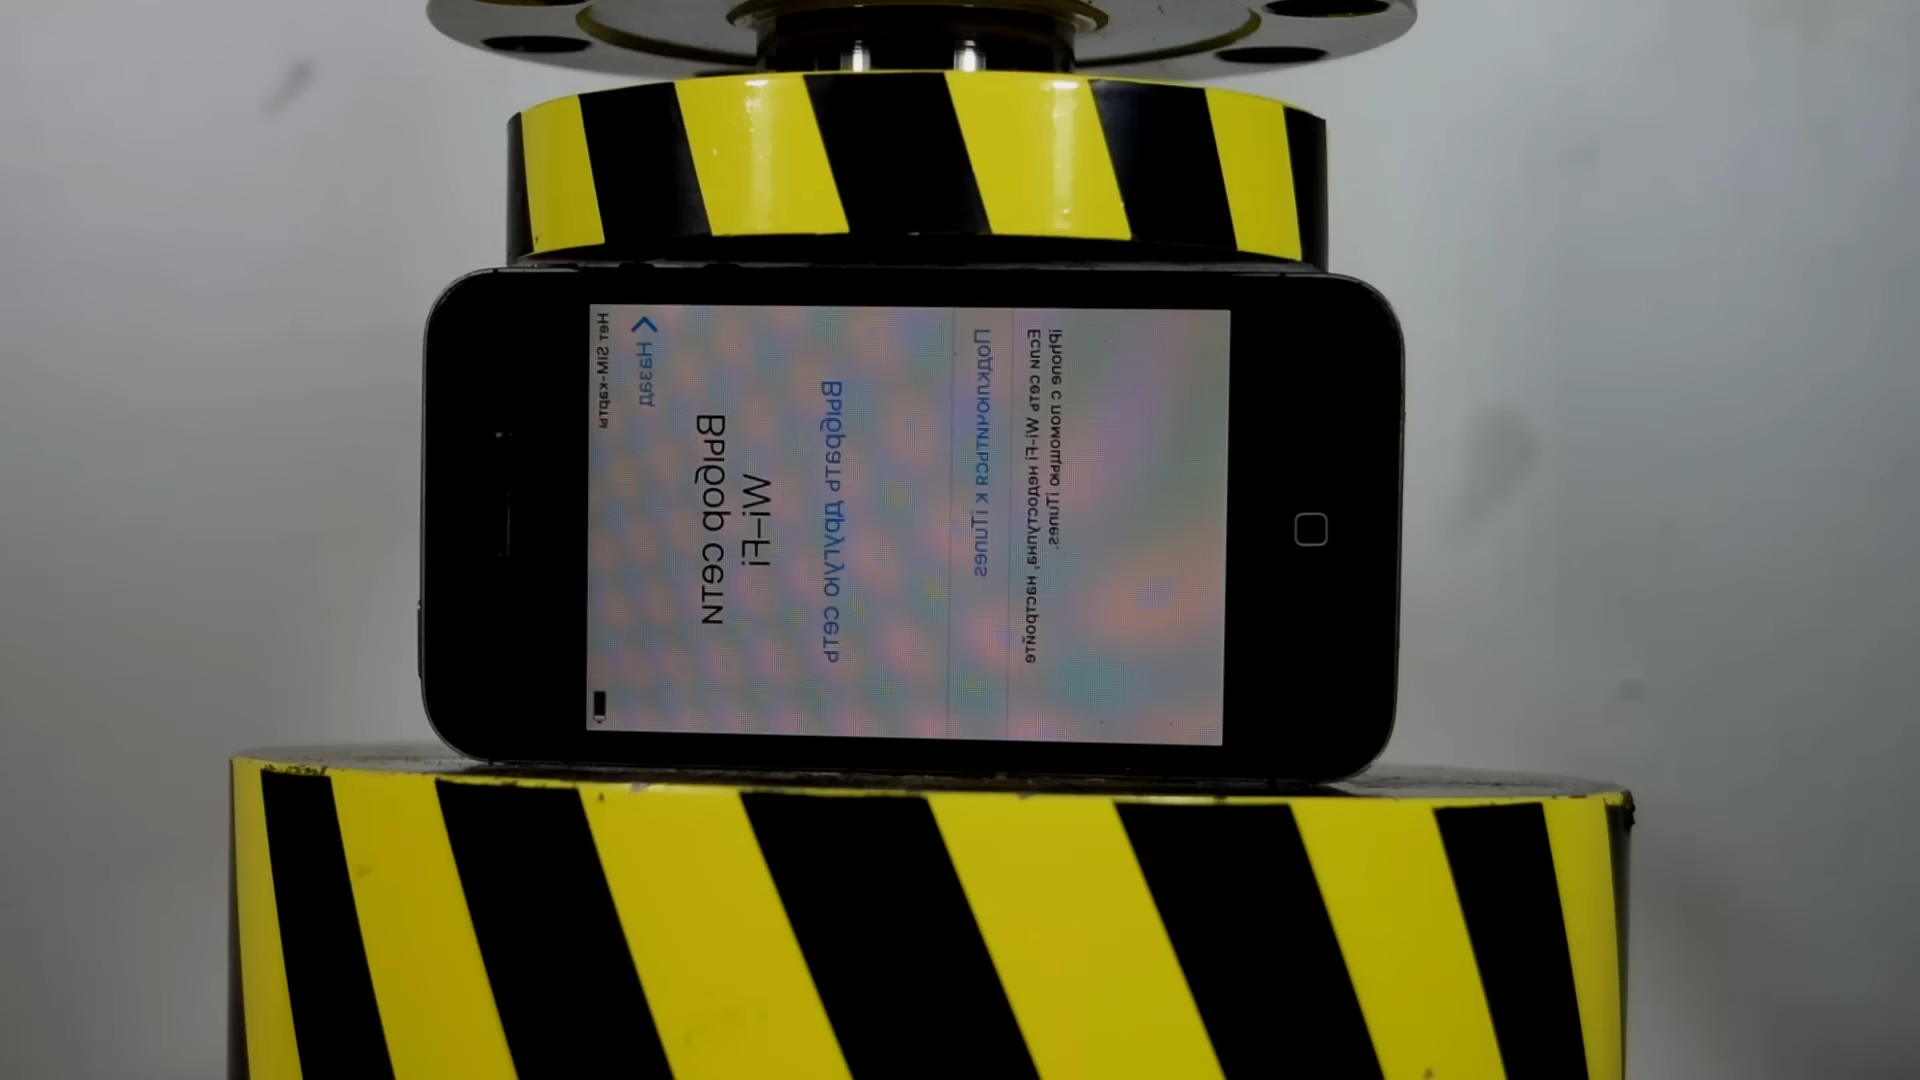 Нет SIM-карты
Назад
Выбор сети
Wi-Fi
Выбрать другую сеть
Подключиться к iTunes
Если сеть Wi-Fi недоступна, настройте
iPhone с помощью iTunes.